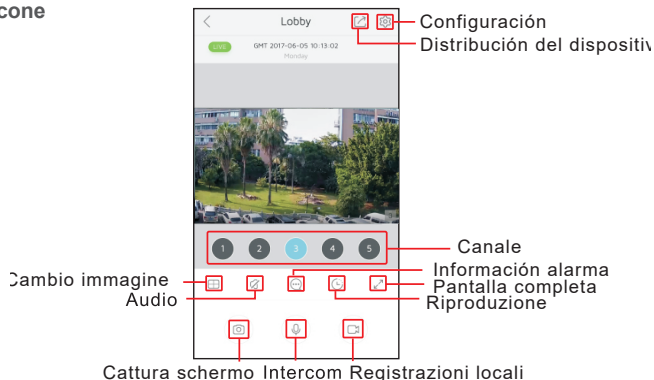 cone
Lobby
Configuración
Distribución del dispositiv
LIVE
GMT 2017-06-05 10:13:02
Monday
1 2 3 4 5
Canale
Cambio immagine
Información alarma
Pantalla completa
Audio
Riproduzione
Cattura schermo Intercom Registrazioni locali